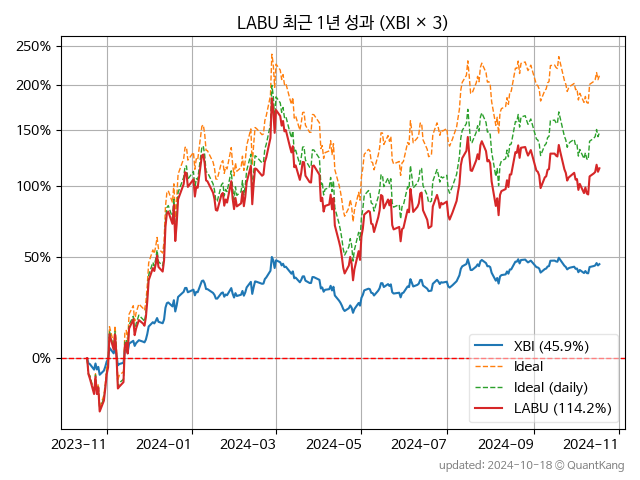 LABU 최근 1년 성과 (XBI × 3)
250%
200%
150%
100%
50%
0%
XBI (45.9%)
Ideal
Ideal (daily)
LABU (114.2%)
2023-11 2024-01 2024-03 2024-05 2024-07 2024-09 2024-11
updated: 2024-10-18 © QuantKang